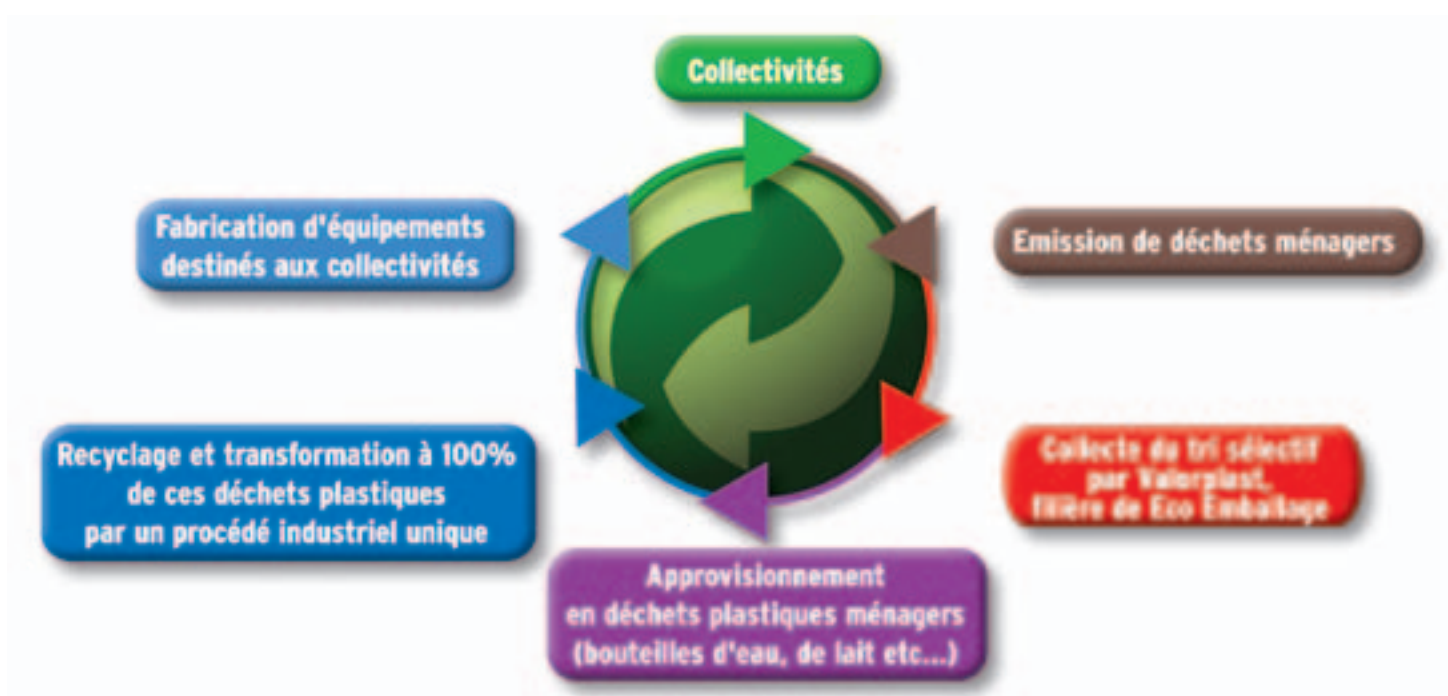 Collectivités
Fabrication d'équipements
destinés aux collectivités
Emission de déchets ménagers
Recyclage et transformation à 100%
de ces déchets plastiques
par un procédé industriel unique
Collecte du tri sélectif
par Valorplast,
filière de Eco Emballage
Approvisionnement
en déchets plastiques ménagers
(bouteilles d'eau, de lait etc...)